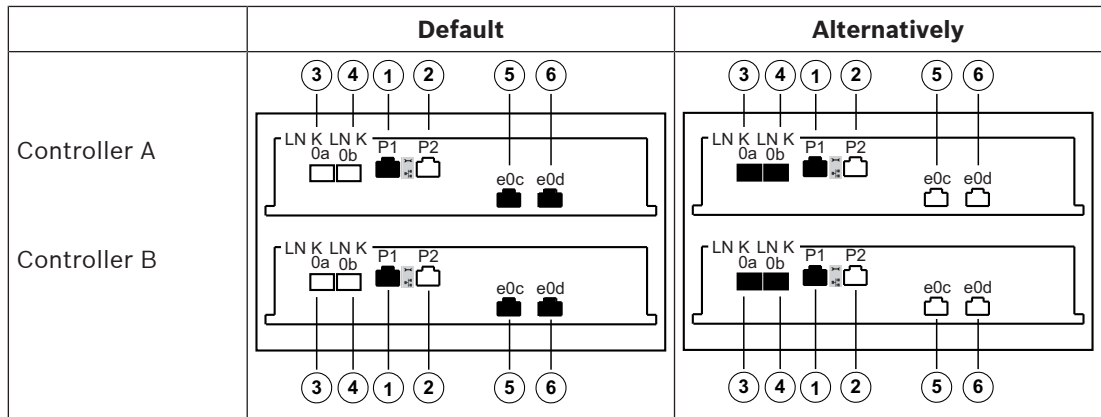 Default Alternatively
3 4 1 2 5 6 3 4 1 2 5 6
Controller A
LN K LN K P1 P2 LN K LN K P1 P2
0a 0b 0a 0b
e0c e0d e0c e0d
Controller B
LN K LN K P1 P2 LN K LN K P1 P2
0a 0b 0a 0b
e0c e0d e0c e0d
3 4 1 2 5 6 3 4 1 2 5 6